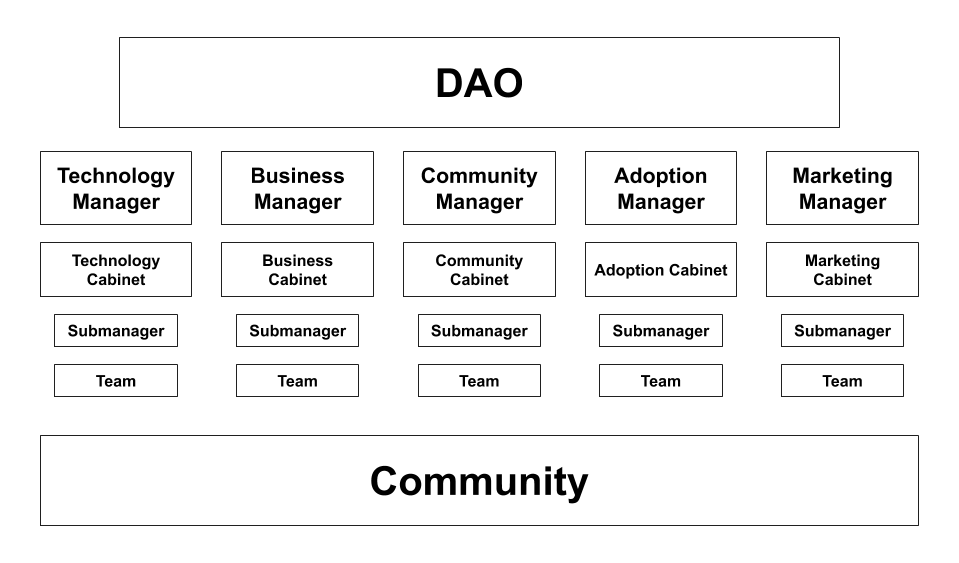 DAO
Technology
Manager
Business
Manager
Community
Manager
Adoption
Manager
Marketing
Manager
Technology
Cabinet
Business
Cabinet
Community
Cabinet
Adoption Cabinet
Marketing
Cabinet
Submanager
Submanager
Submanager
Submanager
Submanager
Team
Team
Team
Team
Team
Community